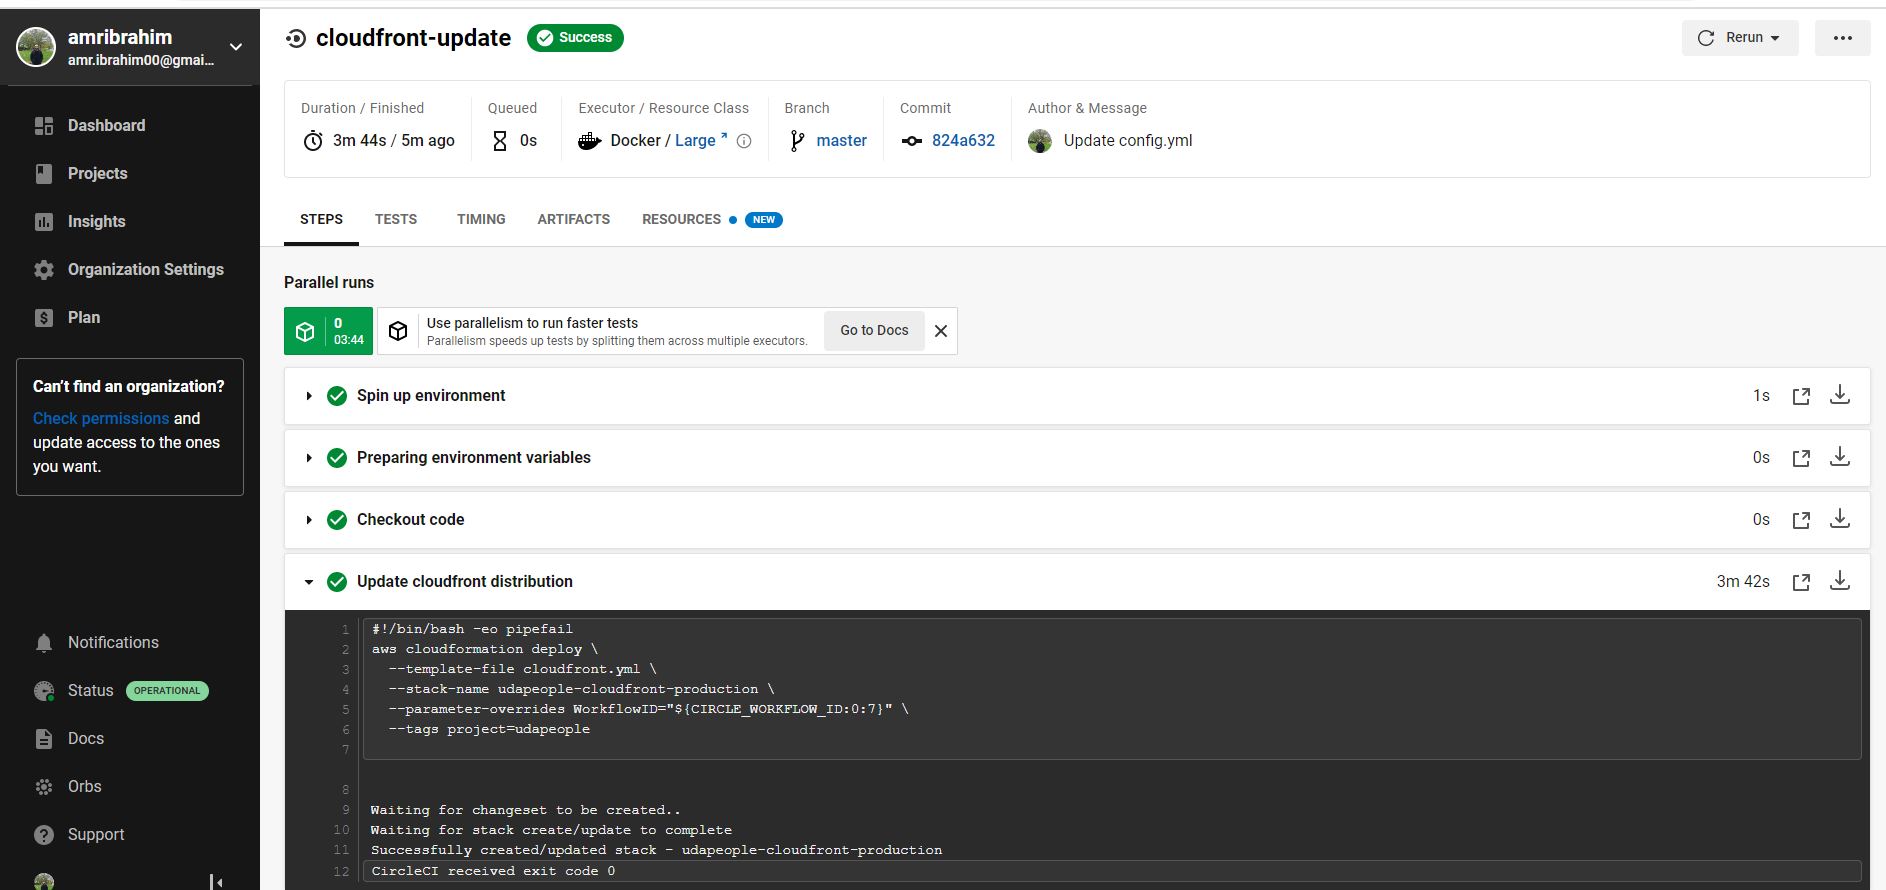 amribrahim
amr.ibrahim00@gmai...
Dashboard
Projects
Insights
Organization Settings
Plan
Can't find an organization?
Check permissions and
update access to the ones
you want.
Notifications
Status OPERATIONAL
Docs
Orbs
Support
cloudfront-update Success
Rerun
Duration / Finished
3m 44s / 5m ago
Queued
0s
Executor / Resource Class
Docker / Large
Branch
master
Commit
824a632
Author & Message
Update config.yml
STEPS TESTS TIMING ARTIFACTS RESOURCES NEW
Parallel runs
0
03:44
Use parallelism to run faster tests
Parallelism speeds up tests by splitting them across multiple executors.
Go to Docs
Spin up environment 1s
Preparing environment variables 0s
Checkout code 0s
Update cloudfront distribution 3m 42s
1 #!/bin/bash -eo pipefail
2 aws cloudformation deploy \
3 --template-file cloudfront.yml \
4 --stack-name udapeople-cloudfront-production \
5 --parameter-overrides WorkflowID="${CIRCLE_WORKFLOW_ID:0:7}" \
6 --tags project=udapeople
7
8
9 Waiting for changeset to be created..
10 Waiting for stack create/update to complete
11 Successfully created/updated stack - udapeople-cloudfront-production
12 CircleCI received exit code 0